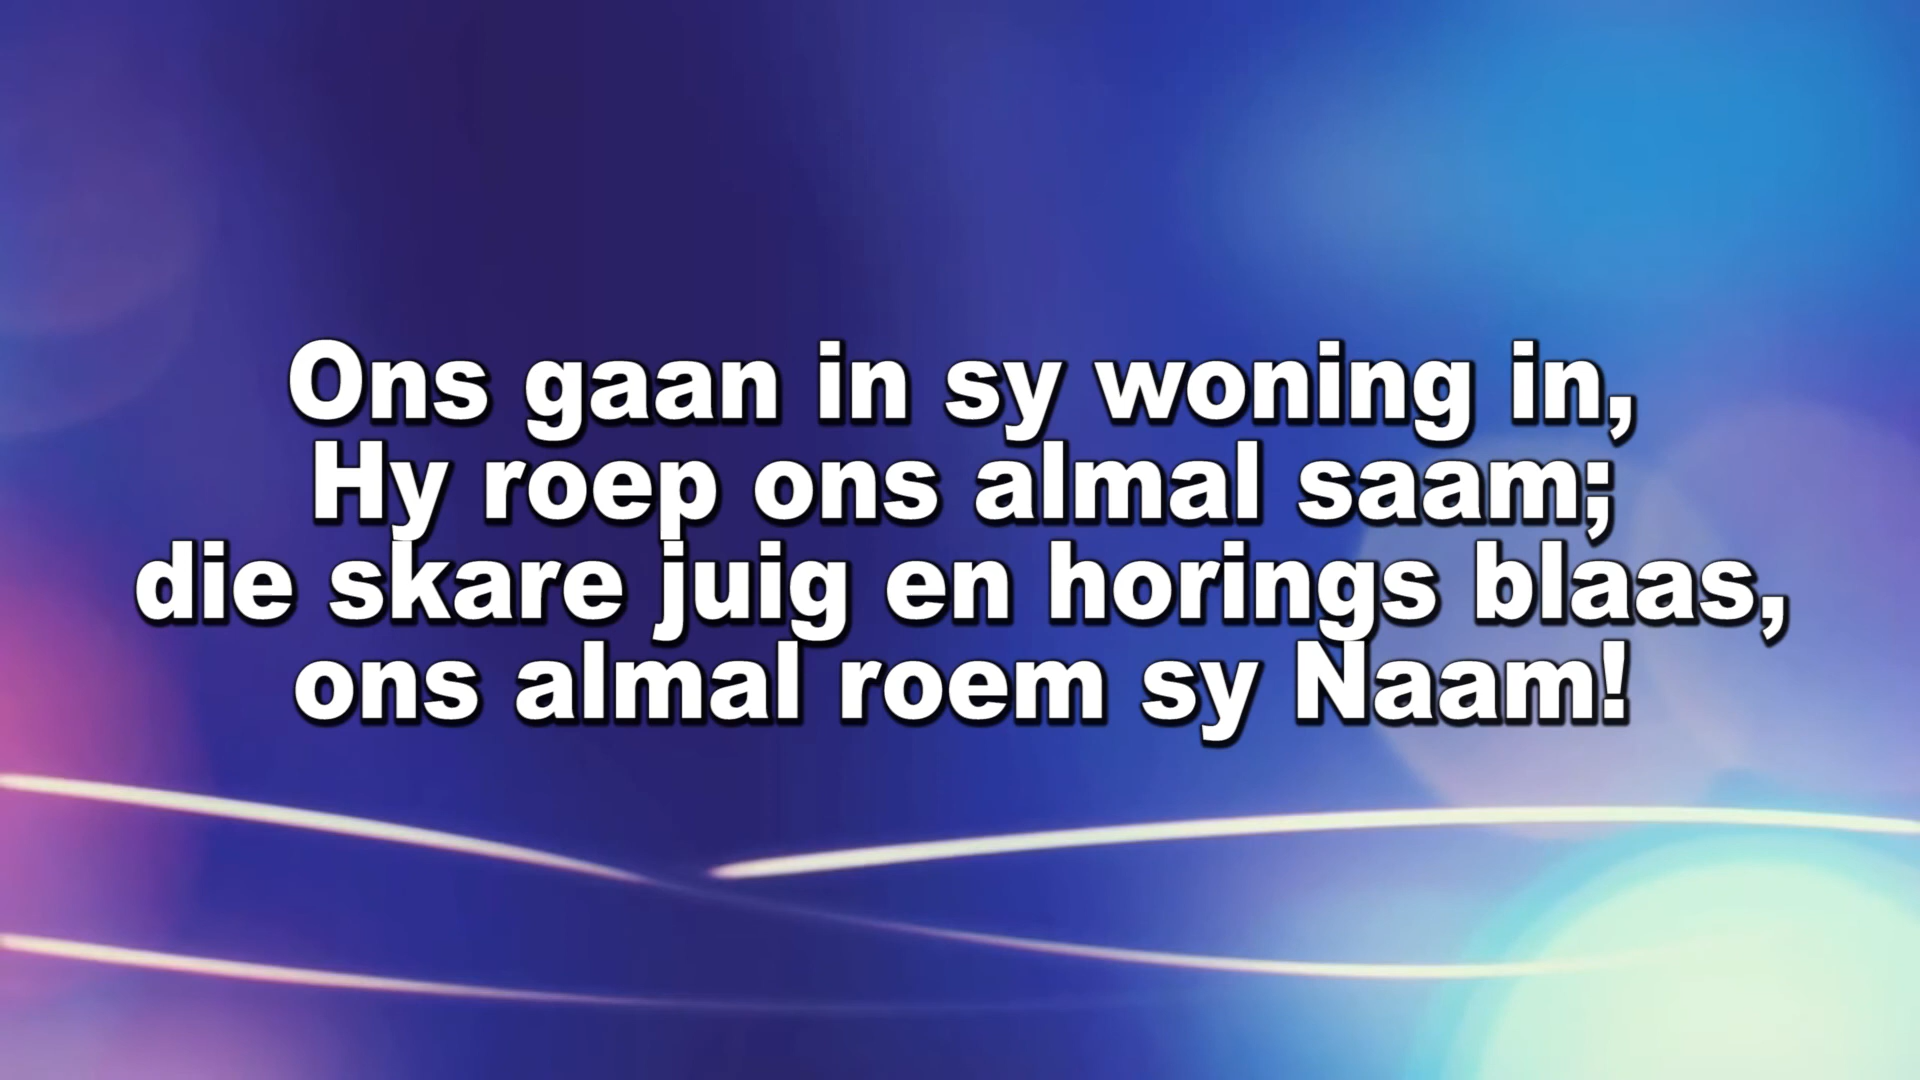 Ons gaan in sy woning in,
Hy roep ons almal saam;
die skare juig en horings blaas,
ons almal roem sy Naam!